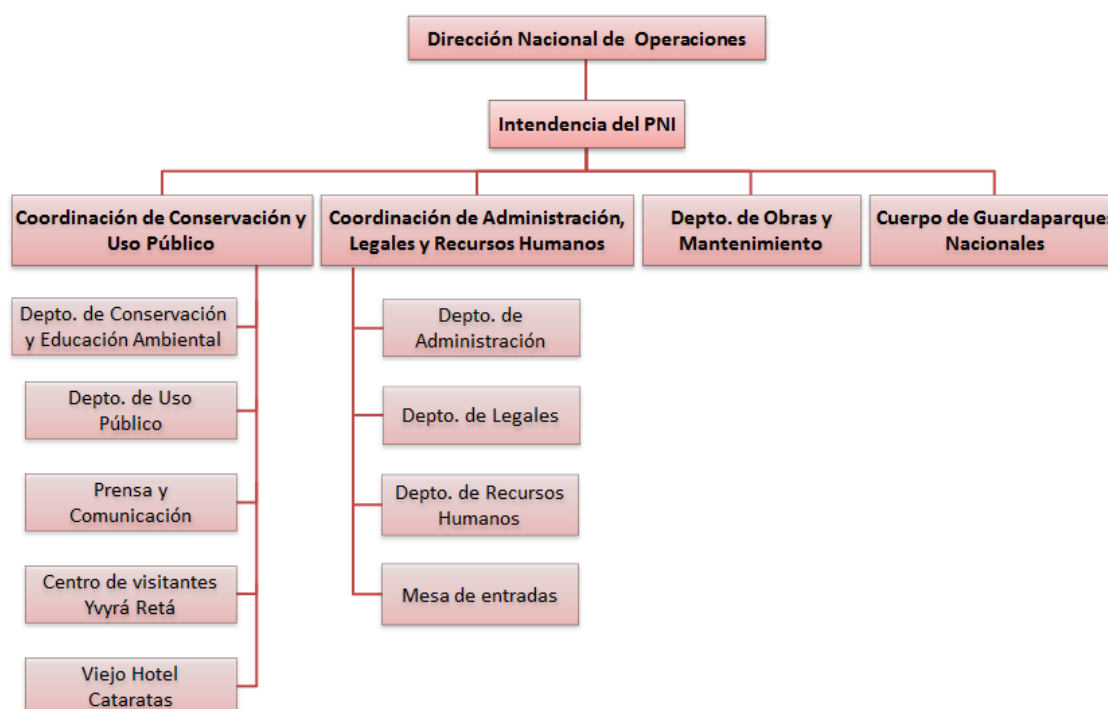 Dirección Nacional de Operaciones
Intendencia del PNI
Coordinación de Conservación y
Uso Público
Coordinación de Administración,
Legales y Recursos Humanos
Depto. de Obras y
Mantenimiento
Cuerpo de Guardaparques
Nacionales
Depto. de Conservación
y Educación Ambiental
Depto. de Uso
Público
Prensa y
Comunicación
Centro de visitantes
Yvyrá Retá
Viejo Hotel
Cataratas
Depto. de
Administración
Depto. de Legales
Depto. de Recursos
Humanos
Mesa de entradas